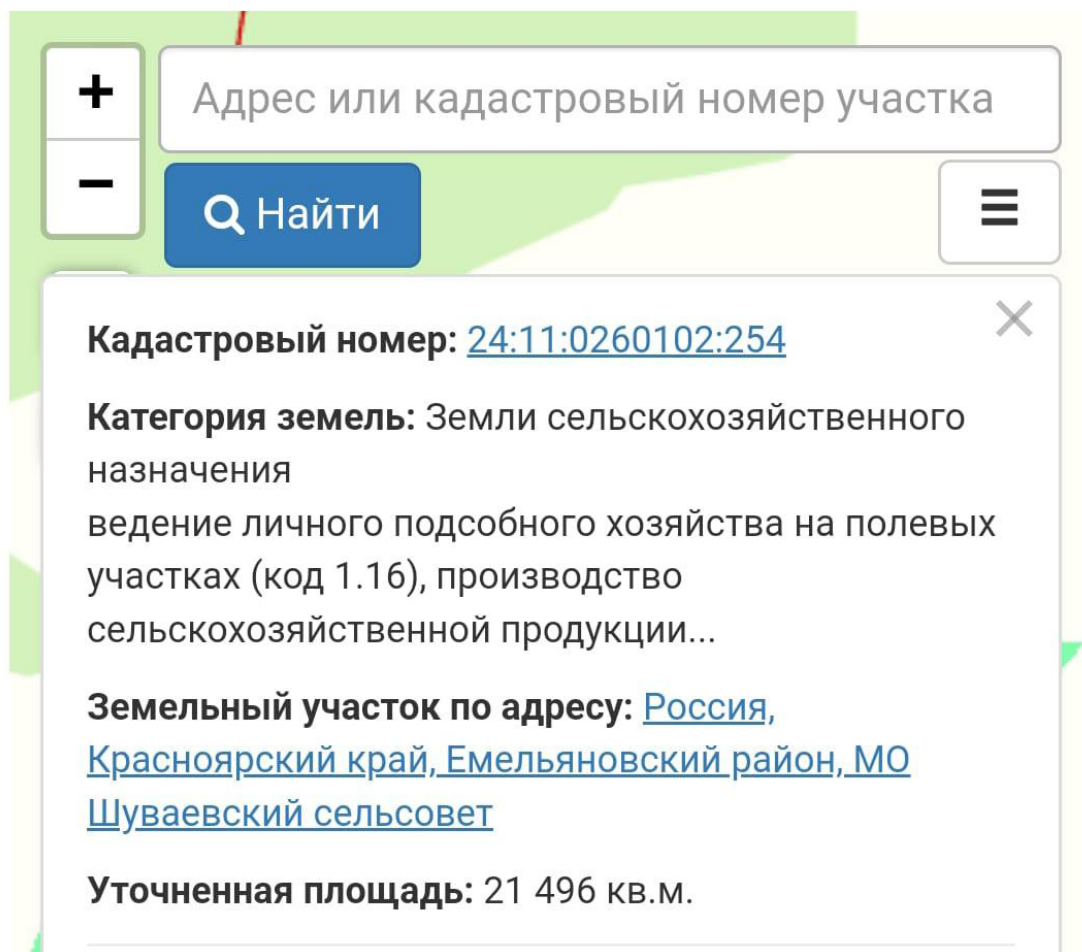 +
Адрес или кадастровый номер участка
−
Найти
Кадастровый номер: 24:11:0260102:254
Категория земель: Земли сельскохозяйственного
назначения
ведение личного подсобного хозяйства на полевых
участках (код 1.16), производство
сельскохозяйственной продукции...
Земельный участок по адресу: Россия,
Красноярский край, Емельяновский район, МО
Шуваевский сельсовет
Уточненная площадь: 21 496 кв.м.